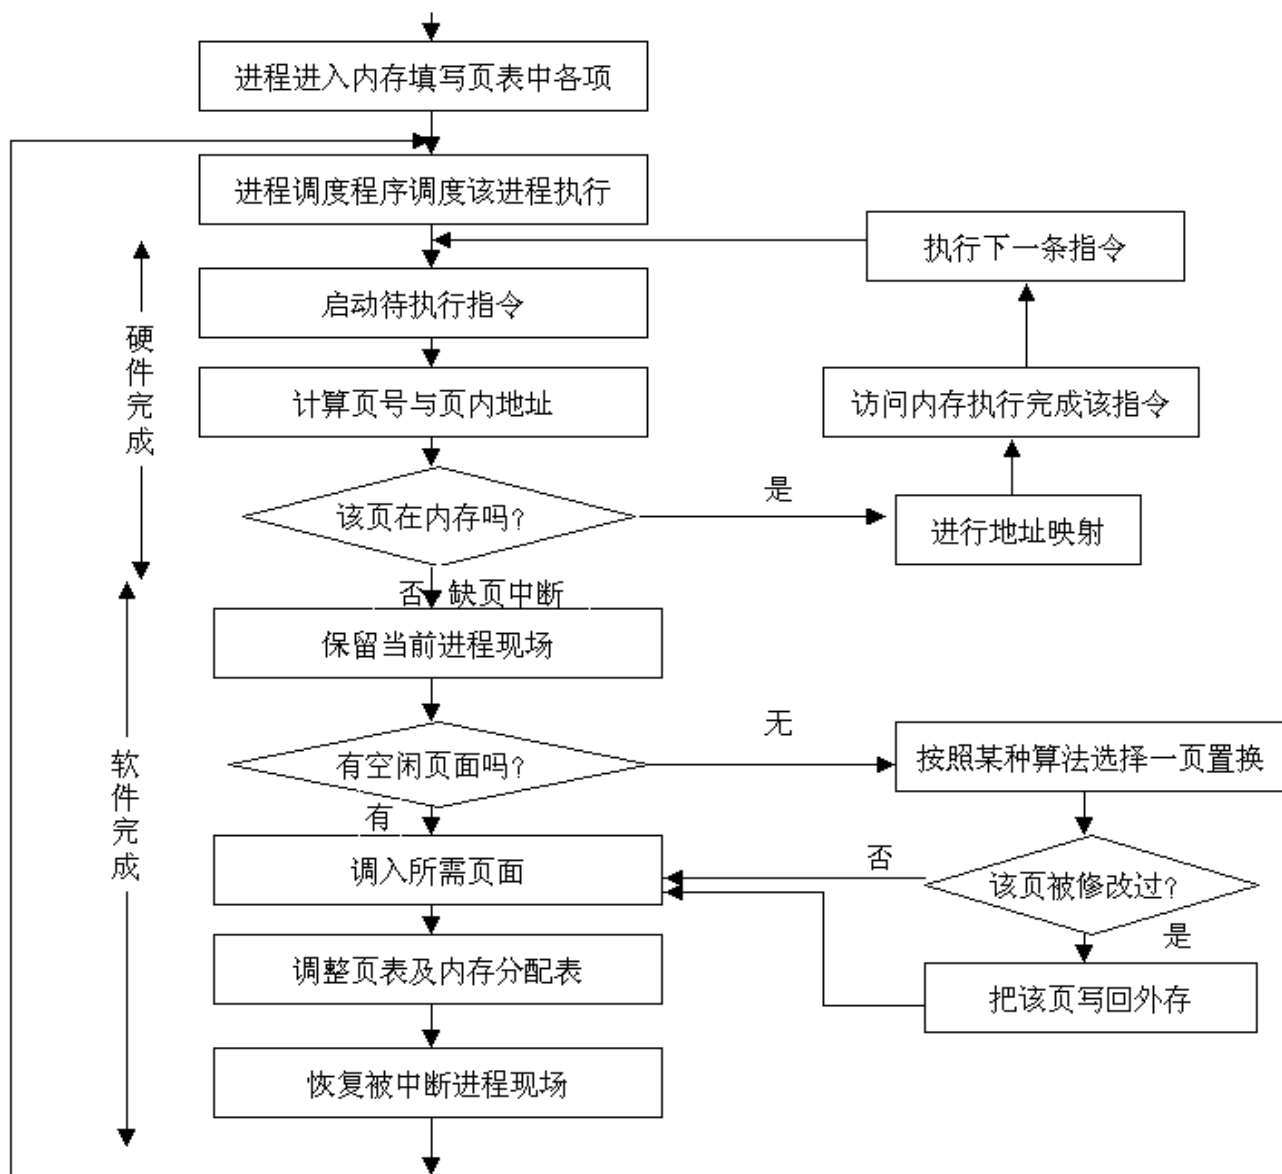 进程进入内存填写页表中各项
进程调度程序调度该进程执行
执行下一条指令
启动待执行指令
硬件完成
计算页号与页内地址
访问内存执行完成该指令
该页在内存吗?
是
进行地址映射
否
缺页中断
保留当前进程现场
软件完成
有空闲页面吗?
无
按照某种算法选择一页置换
有
调入所需页面
否
该页被修改过?
是
调整页表及内存分配表
把该页写回外存
恢复被中断进程现场